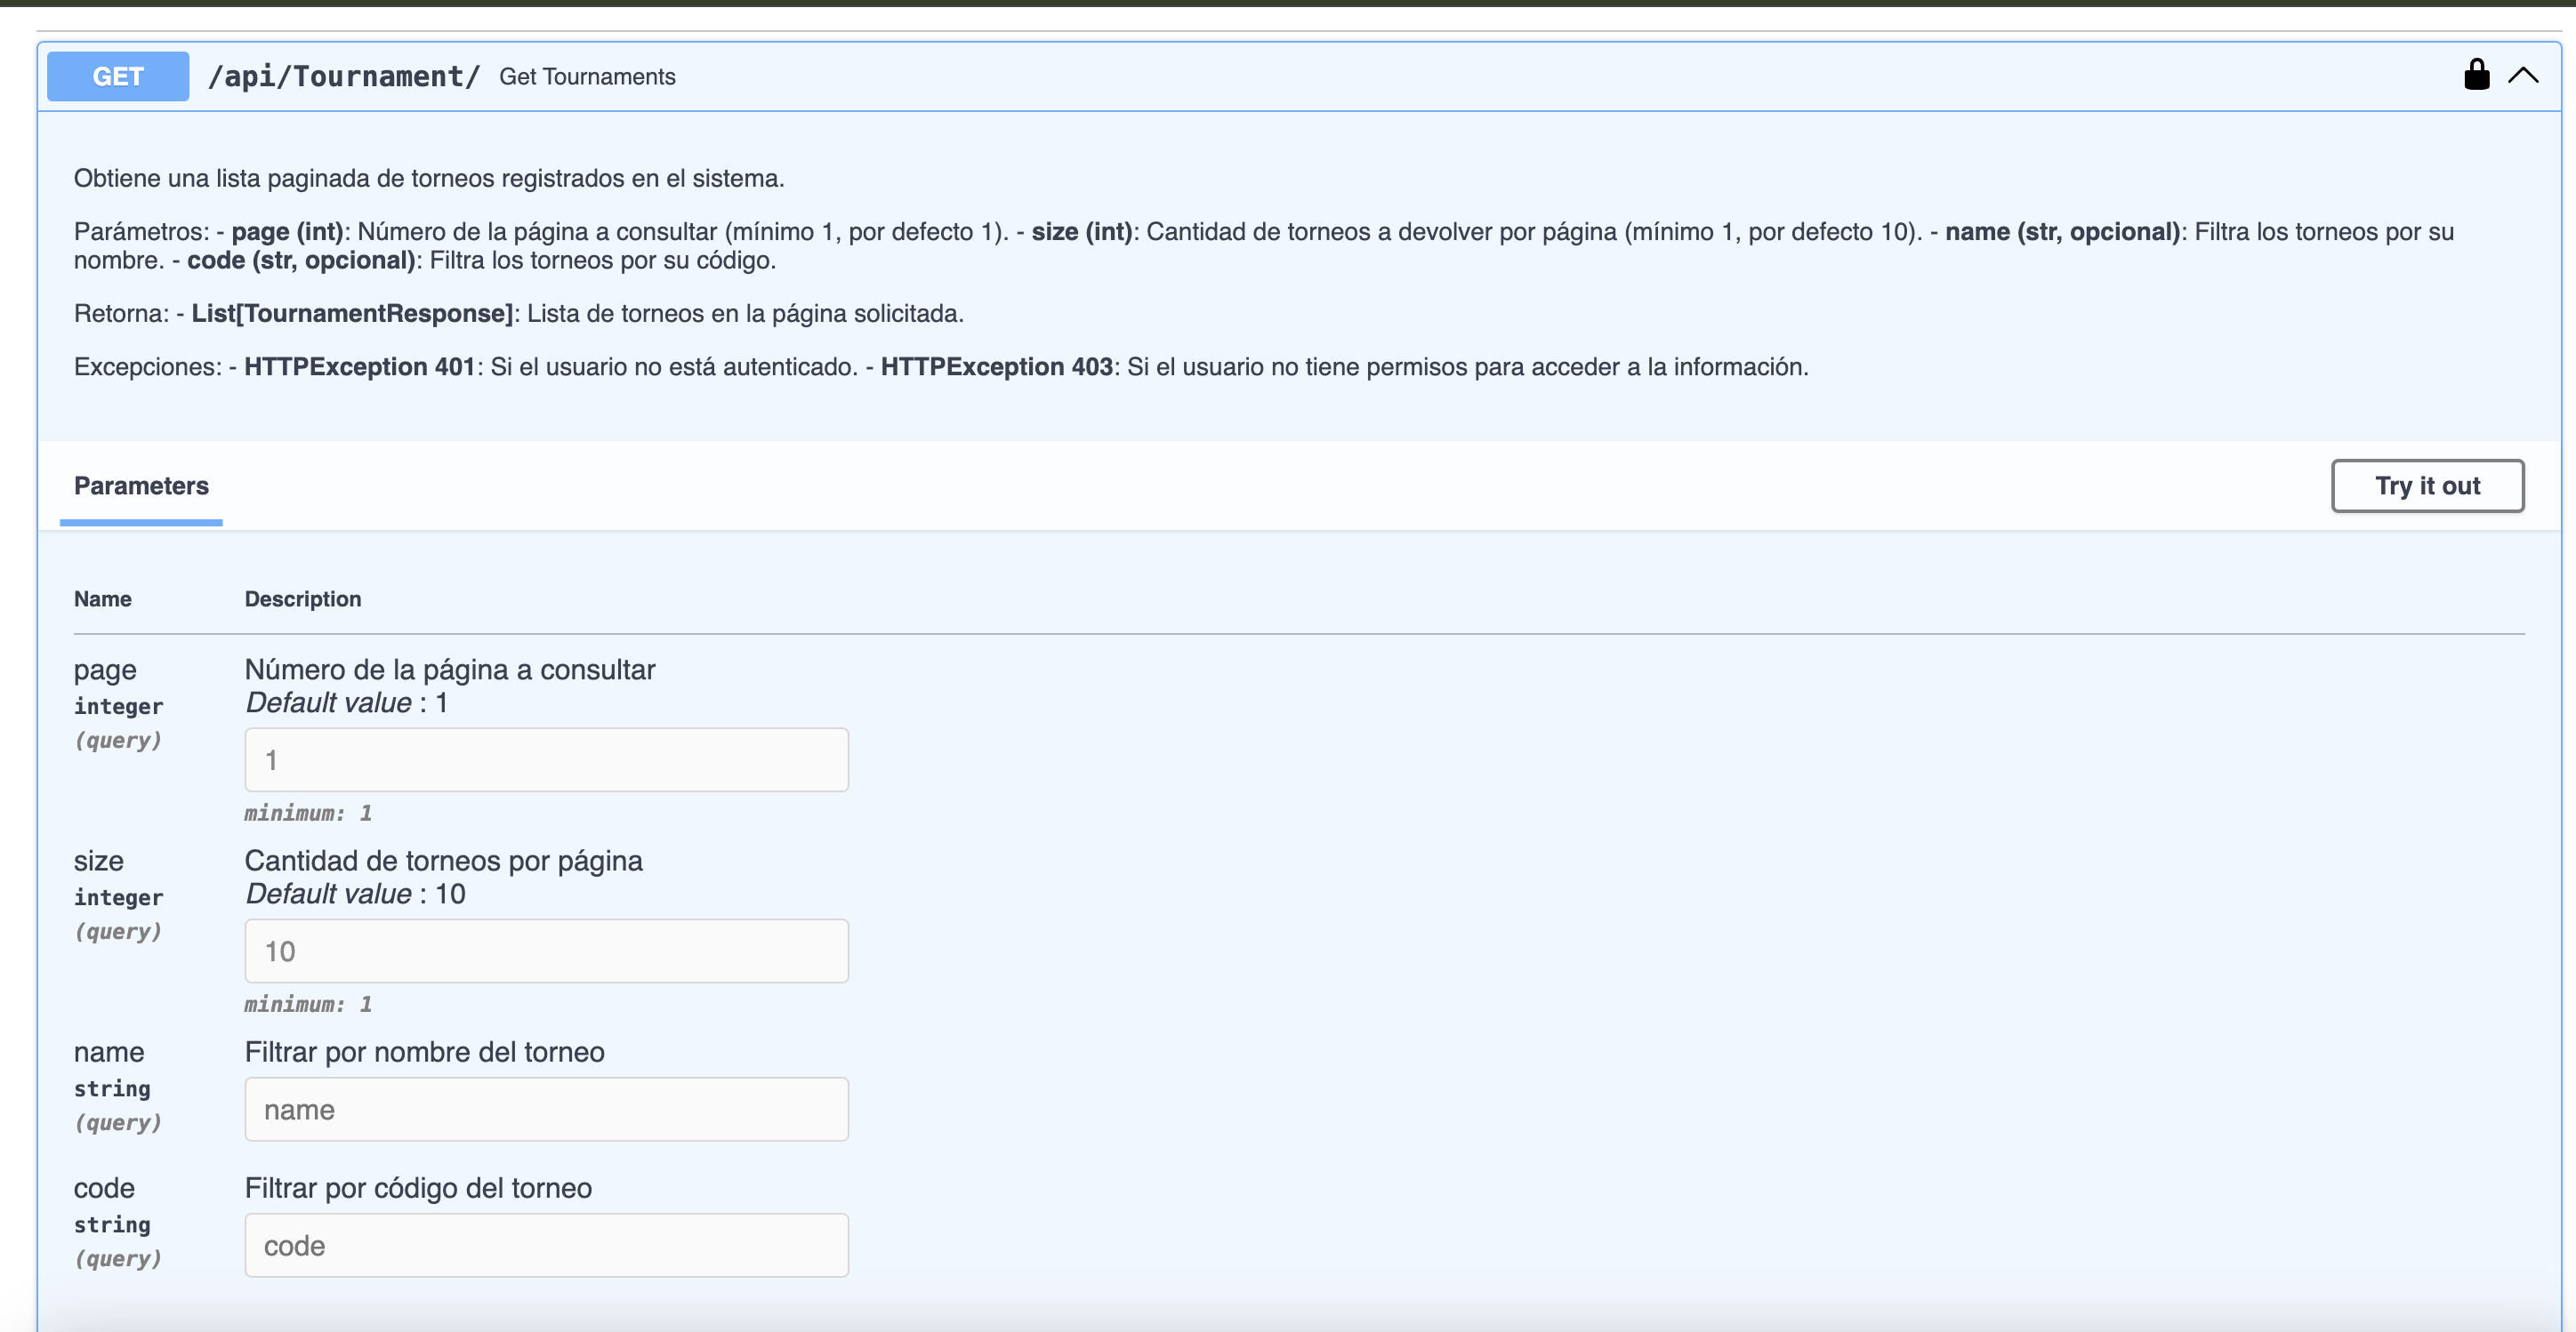 GET /api/Tournament/ Get Tournaments
Obtiene una lista paginada de torneos registrados en el sistema.
Parámetros: - page (int): Número de la página a consultar (mínimo 1, por defecto 1). - size (int): Cantidad de torneos a devolver por página (mínimo 1, por defecto 10). - name (str, opcional): Filtra los torneos por su
nombre. - code (str, opcional): Filtra los torneos por su código.
Retorna: - List[TournamentResponse]: Lista de torneos en la página solicitada.
Excepciones: - HTTPException 401: Si el usuario no está autenticado. - HTTPException 403: Si el usuario no tiene permisos para acceder a la información.
Parameters
Try it out
Name Description
page Número de la página a consultar
integer Default value : 1
(query)
1
minimum: 1
size Cantidad de torneos por página
integer Default value : 10
(query)
10
minimum: 1
name Filtrar por nombre del torneo
string
(query)
name
code Filtrar por código del torneo
string
(query)
code